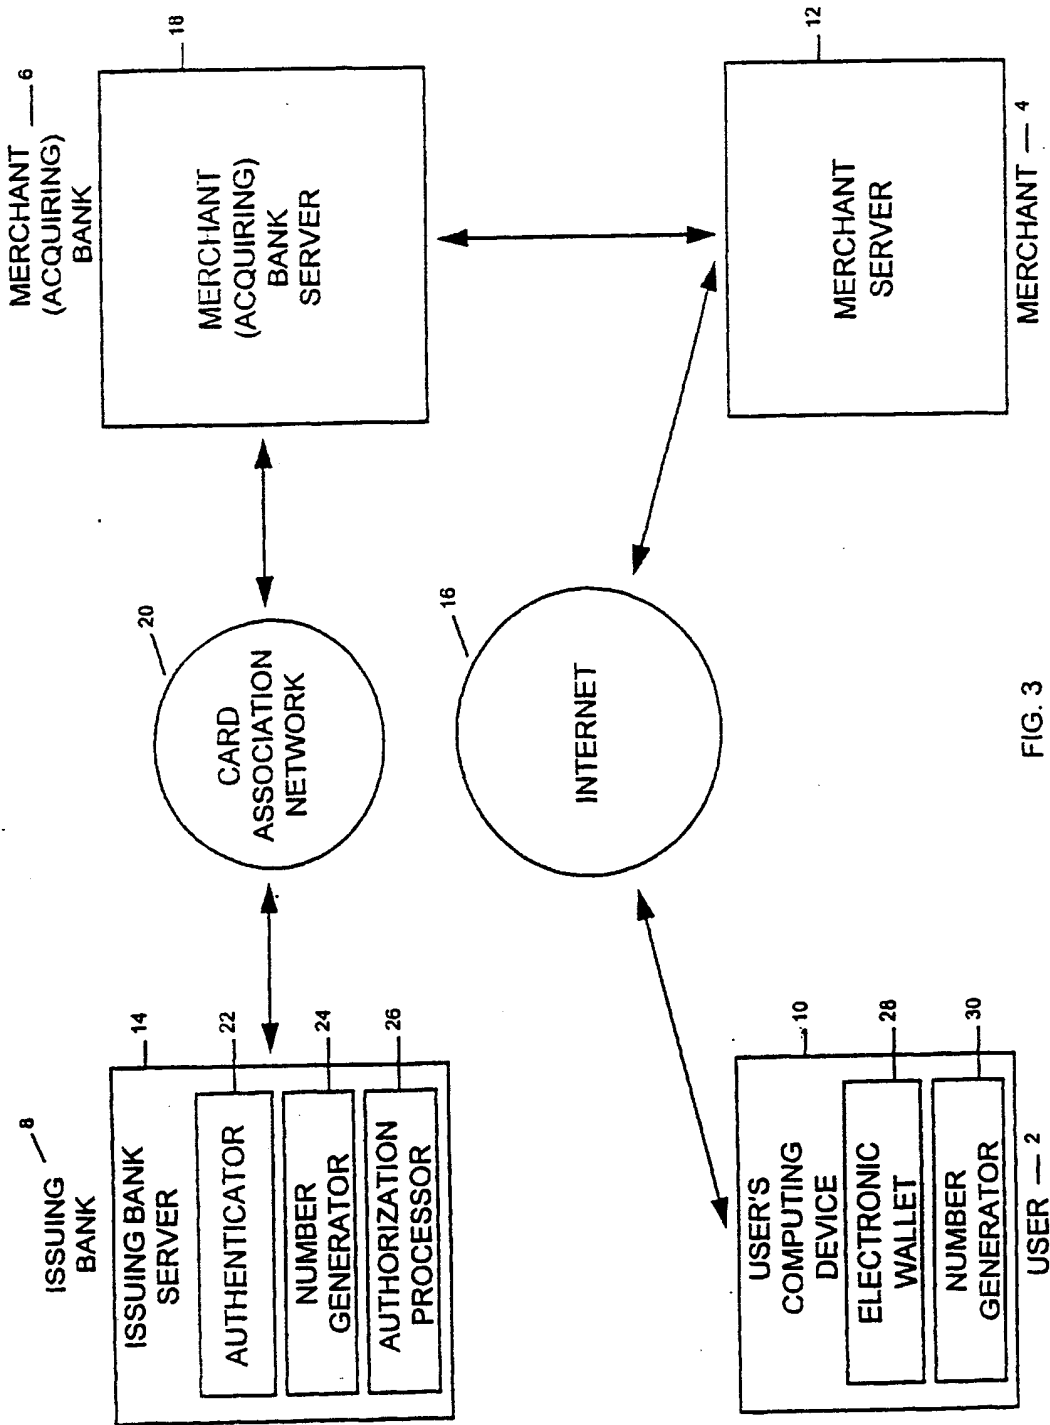 ISSUING
BANK
8
ISSUING BANK
SERVER
14
AUTHENTICATOR
22
NUMBER
GENERATOR
24
AUTHORIZATION
PROCESSOR
26
CARD
ASSOCIATION
NETWORK
20
MERCHANT
(ACQUIRING)
BANK
6
MERCHANT
(ACQUIRING)
BANK
SERVER
18
INTERNET
16
USER'S
COMPUTING
DEVICE
10
ELECTRONIC
WALLET
28
NUMBER
GENERATOR
30
USER
2
MERCHANT
SERVER
12
MERCHANT
4
FIG. 3